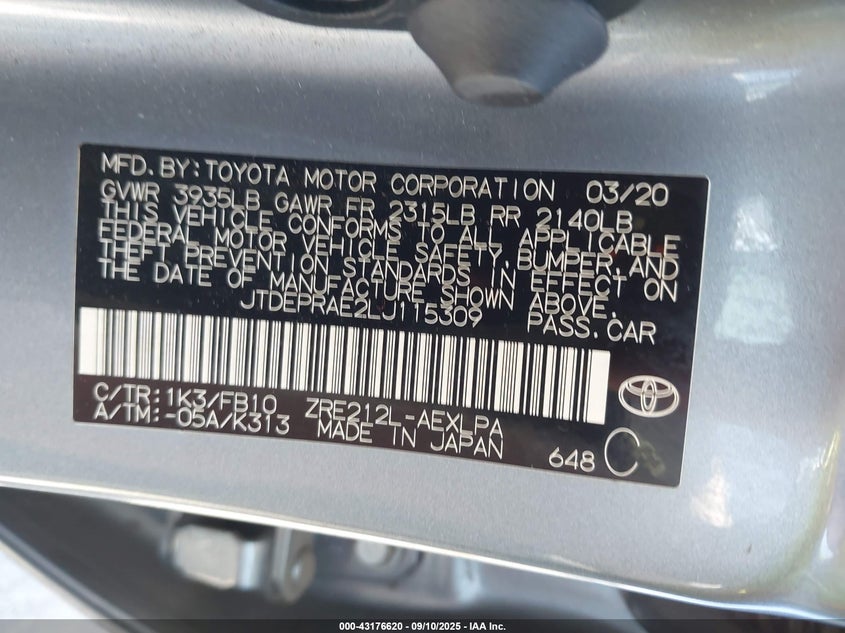 MFD.BY:TOYOTA MOTOR CORPORATION 03/20
GVWR 3935LB GAWR FR 2315LB RR 2140LB
THIS VEHICLE CONFORMS TO ALL APPLICABLE
FEDERAL MOTOR VEHICLE SAFETY,BUMPER,AND
THEFT PREVENTION STANDARDS IN EFFECT ON
THE DATE OF MANUFACTURE SHOWN ABOVE.
JTDEPRAE2LJ115309 PASS.CAR
C/TR:1K3/FB10 ZRE212L-AEXLPA
A/TM:-05A/K313 MADE IN JAPAN
648 C
000-43176620 - 09/10/2025 - IAA Inc.